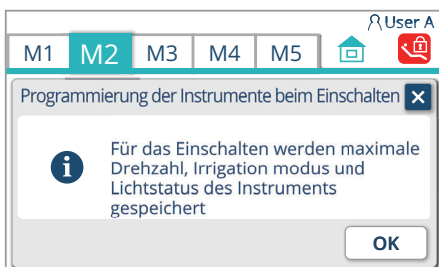 User A
M1 M2 M3 M4 M5
Programmierung der Instrumente beim Einschalten
Für das Einschalten werden maximale
Drehzahl, Irrigation modus und
Lichtstatus des Instruments
gespeichert
OK